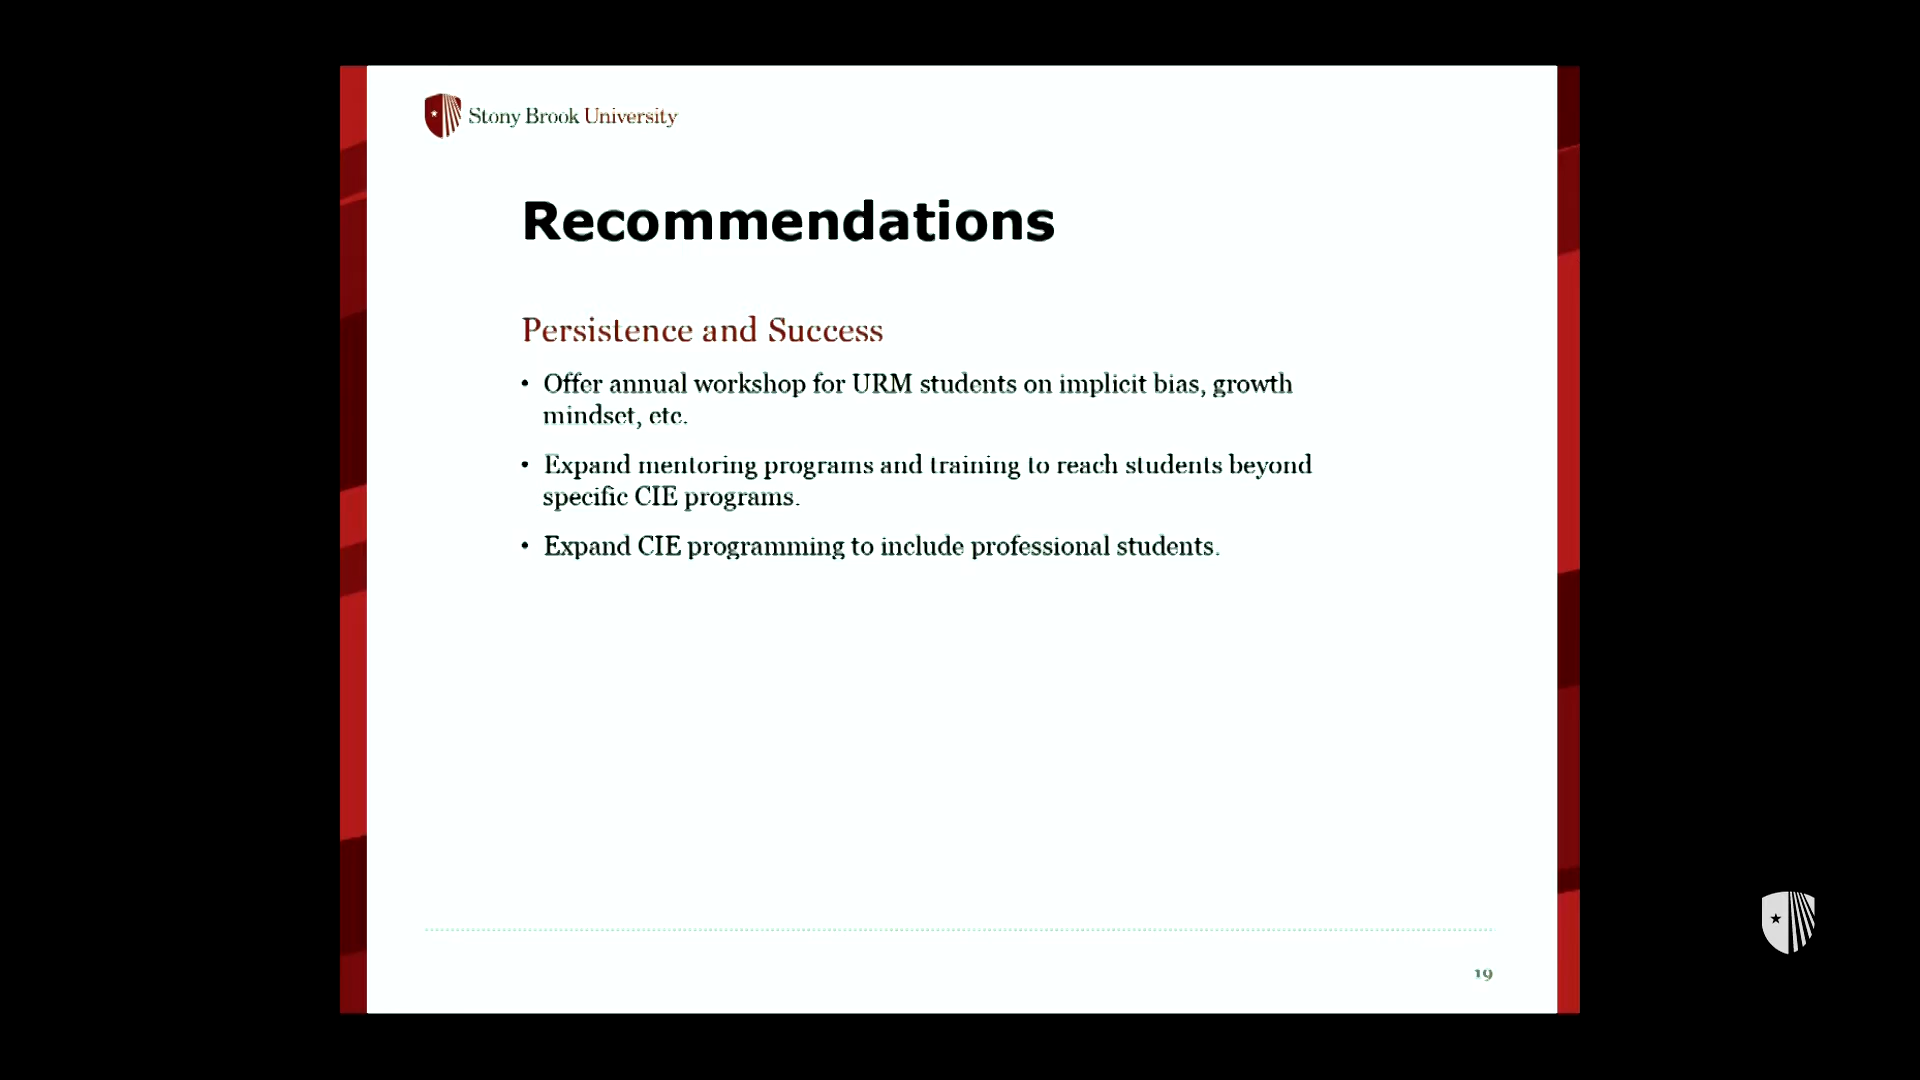 Stony Brook University
Recommendations
Persistence and Success
• Offer annual workshop for URM students on implicit bias, growth
mindset, etc.
• Expand mentoring programs and training to reach students beyond
specific CIE programs.
• Expand CIE programming to include professional students.
19